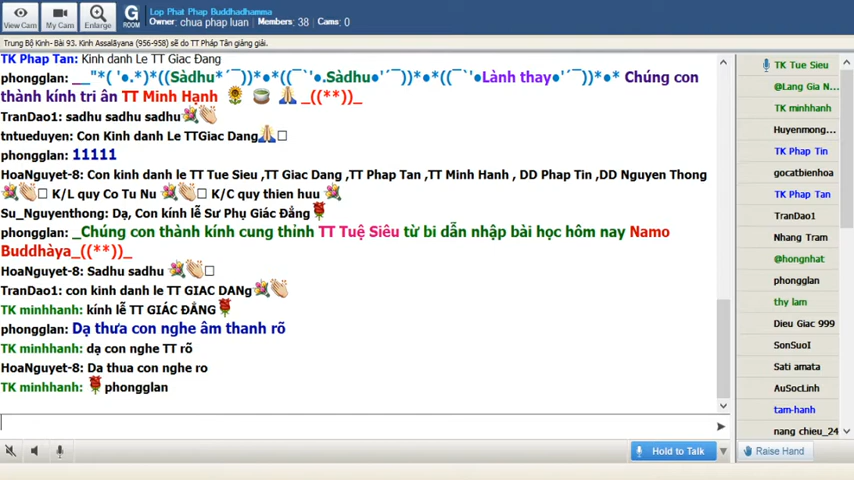 Lop Phat Phap Buddhadhamma
Owner: chua phap luan Members: 38 Cams: 0
View Cam
My Cam
Enlarge
G ROOM
Trung Bộ Kinh- Bài 93. Kinh Assalāyana (956-958) sẽ do TT Pháp Tân giảng giải.
TK Phap Tan: Kinh danh Le TT Giac Đang
phongglan: __"*( '●.*)*((Sàdhu*´¯`)*●*((¯`'●.Sàdhu●'´¯`))*●*((¯`'●Lành thay●'´¯`))*●* Chúng con
thành kính tri ân TT Minh Hạnh 🌻 🍵 🙏 _((**))_
TranDao1: sadhu sadhu sadhu💐👏
tntueduyen: Con Kinh danh Le TTGiac Dang🙏□
phongglan: 11111
HoaNguyet-8: Con kinh danh le TT Tue Sieu ,TT Giac Dang ,TT Phap Tan ,TT Minh Hanh , DD Phap Tin ,DD Nguyen Thong
💐👏□ K/L quy Co Tu Nu 💐👏□ K/C quy thien huu 💐
Su_Nguyenthong: Dạ, Con kính lễ Sư Phụ Giác Đẳng🌹
phongglan: _Chúng con thành kính cung thỉnh TT Tuệ Siêu từ bi dẫn nhập bài học hôm nay Namo
Buddhàya_((**))_
HoaNguyet-8: Sadhu sadhu 💐👏□
TranDao1: con kinh danh le TT GIAC DANg💐👏
TK minhhanh: kính lễ TT GIÁC ĐẲNG🌹
phongglan: Dạ thưa con nghe âm thanh rõ
TK minhhanh: dạ con nghe TT rõ
HoaNguyet-8: Da thua con nghe ro
TK minhhanh: 🌹phongglan
Hold to Talk
Raise Hand
TK Tue Sieu
@Lang Gia N...
TK minhhanh
Huyenmong...
TK Phap Tin
gocatbienhoa
TK Phap Tan
TranDao1
Nhang Tram
@hongnhat
phongglan
thy lam
Dieu Giac 999
SonSuoI
Sati amata
AuSocLinh
tam-hanh
nang chieu_24